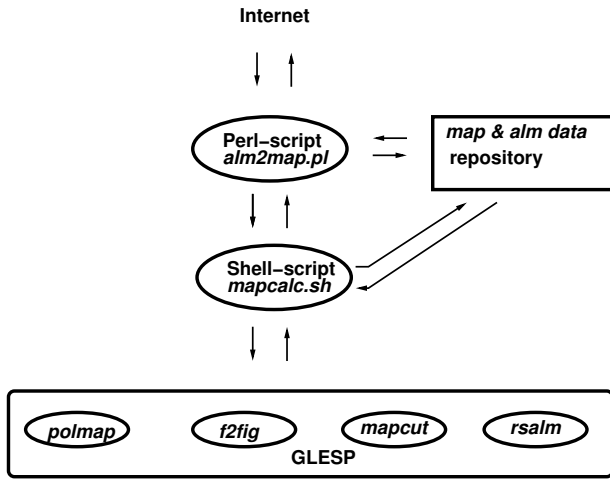 Internet
Perl–script
alm2map.pl
map & alm data
repository
Shell–script
mapcalc.sh
polmap
f2fig
mapcut
rsalm
GLESP